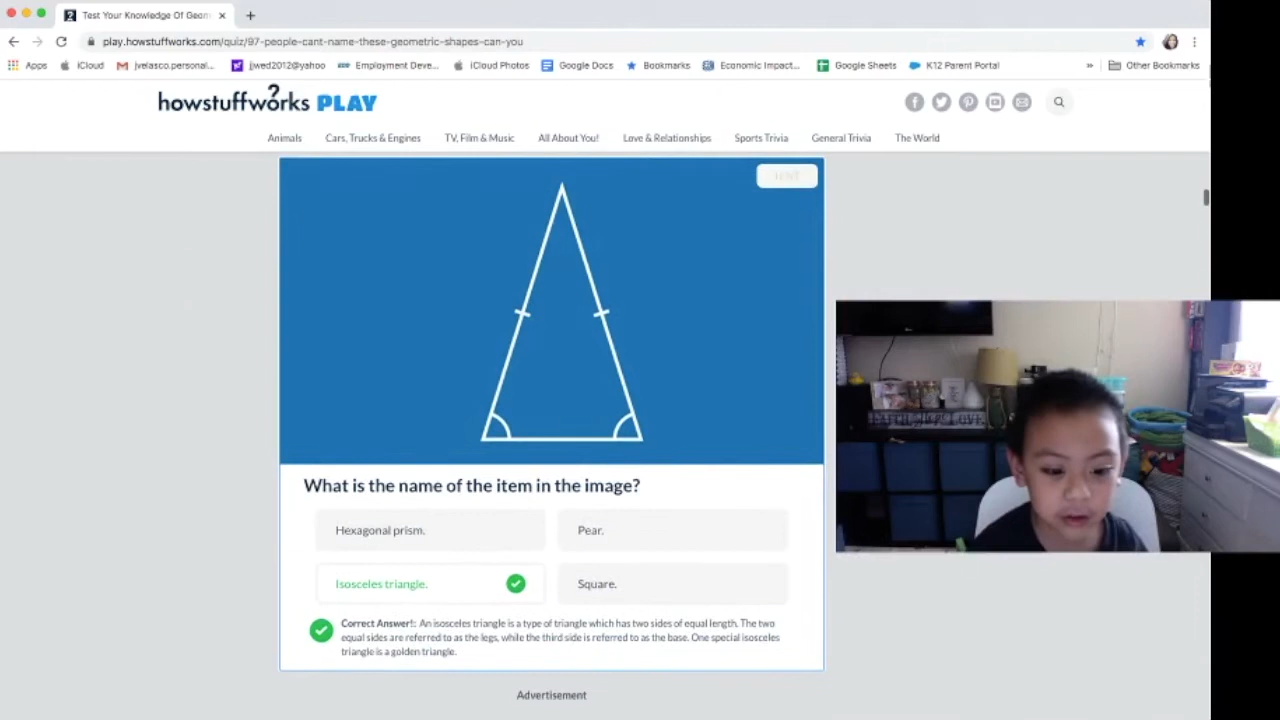 Test Your Knowledge Of Geom
play.howstuffworks.com/quiz/97-people-cant-name-these-geometric-shapes-can-you
Apps iCloud jvelasco.personal... jjwed2012@yahoo Employment Deve... iCloud Photos Google Docs Bookmarks Economic Impact... Google Sheets K12 Parent Portal » Other Bookmarks
howstuffworks PLAY
Animals Cars, Trucks & Engines TV, Film & Music All About You! Love & Relationships Sports Trivia General Trivia The World
What is the name of the item in the image?
Hexagonal prism. Pear.
Isosceles triangle. Square.
Correct Answer!: An isosceles triangle is a type of triangle which has two sides of equal length. The two
equal sides are referred to as the legs, while the third side is referred to as the base. One special isosceles
triangle is a golden triangle.
Advertisement